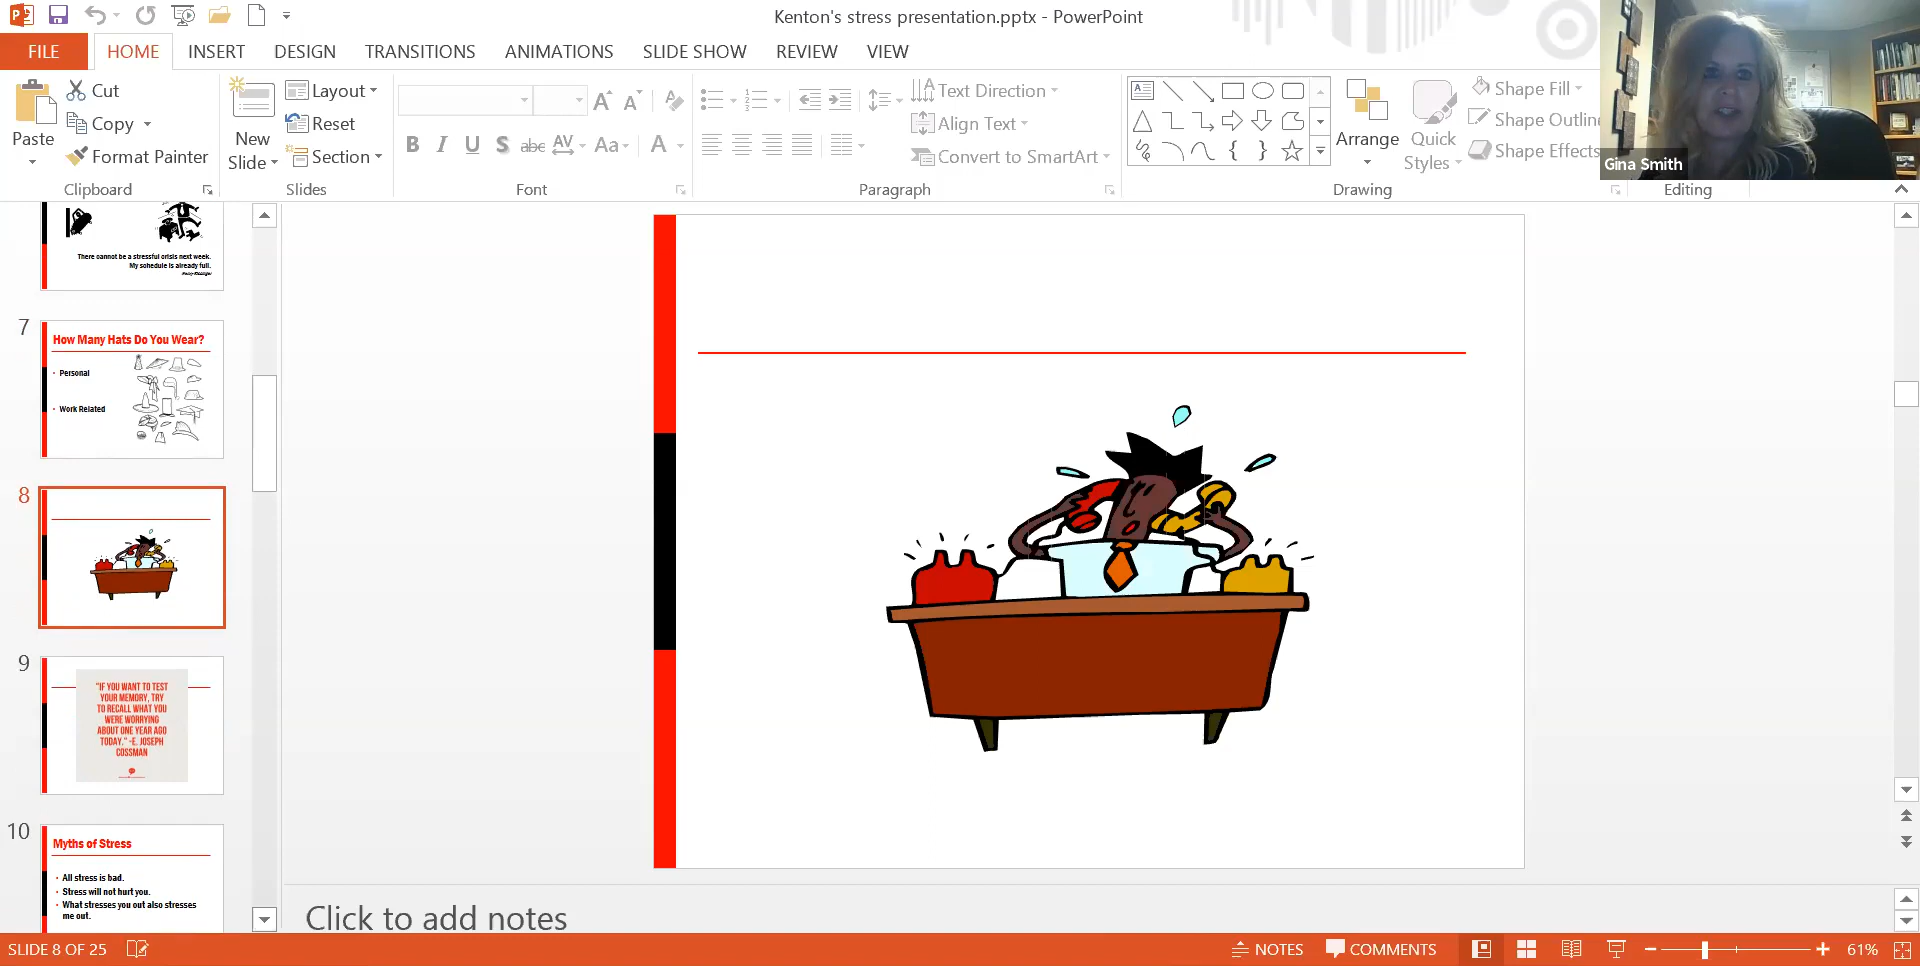 Kenton's stress presentation.pptx - PowerPoint
FILE HOME INSERT DESIGN TRANSITIONS ANIMATIONS SLIDE SHOW REVIEW VIEW
Paste
Cut
Copy
Format Painter
Clipboard
New
Slide
Layout
Reset
Section
Slides
B I U S abc AV Aa A
Font
Text Direction
Align Text
Convert to SmartArt
Paragraph
Arrange
Quick
Styles
Shape Fill
Shape Outlin
Shape Effects
Drawing
Editing
Gina Smith
There cannot be a stressful crisis next week.
My schedule is already full.
7
How Many Hats Do You Wear?
• Personal
• Work Related
8
9
"IF YOU WANT TO TEST
YOUR MEMORY, TRY
TO RECALL WHAT YOU
WERE WORRYING
ABOUT ONE YEAR AGO
TODAY." -E. JOSEPH
COSSMAN
10
Myths of Stress
• All stress is bad.
• Stress will not hurt you.
• What stresses you out also stresses
me out.
Click to add notes
SLIDE 8 OF 25
NOTES COMMENTS 61%